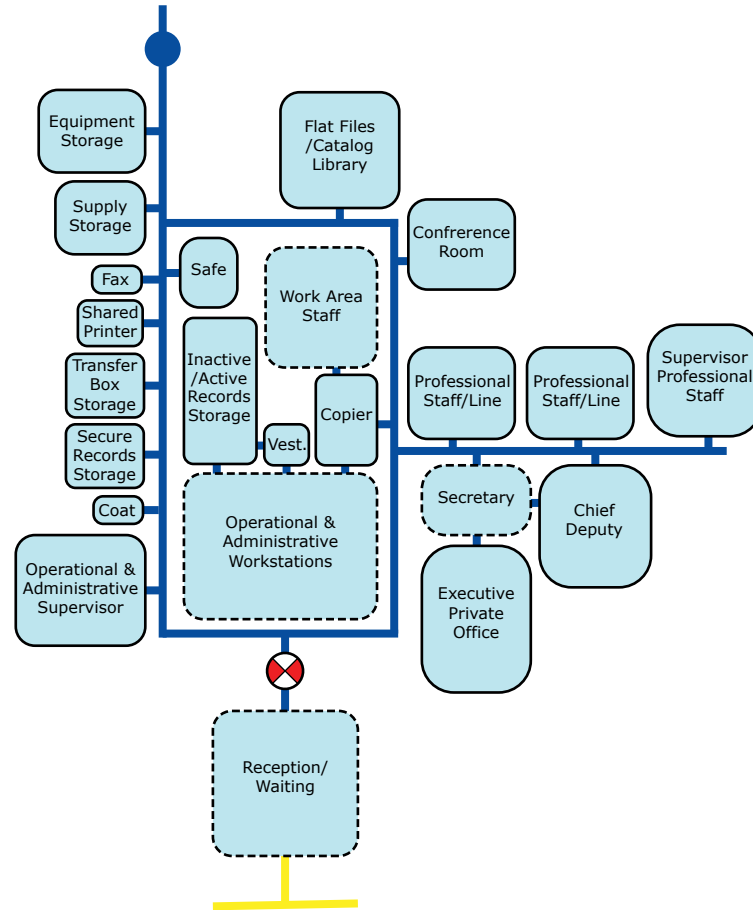 Equipment
Storage
Flat Files
/Catalog
Library
Supply
Storage
Confrerence
Room
Safe
Fax
Work Area
Staff
Shared
Printer
Inactive
/Active
Records
Storage
Transfer
Box
Storage
Copier
Professional
Staff/Line
Professional
Staff/Line
Supervisor
Professional
Staff
Secure
Records
Storage
Vest.
Coat
Operational &
Administrative
Workstations
Secretary
Chief
Deputy
Operational &
Administrative
Supervisor
Executive
Private
Office
Reception/
Waiting